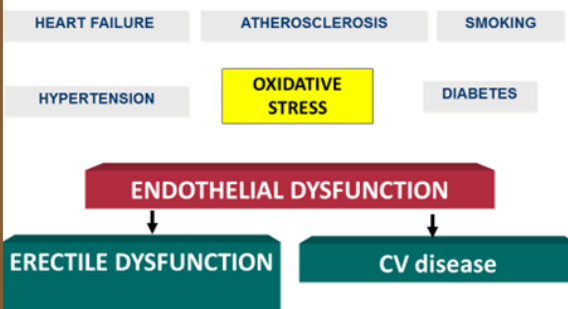 HEART FAILURE
ATHEROSCLEROSIS
SMOKING
HYPERTENSION
OXIDATIVE
STRESS
DIABETES
ENDOTHELIAL DYSFUNCTION
ERECTILE DYSFUNCTION
CV disease